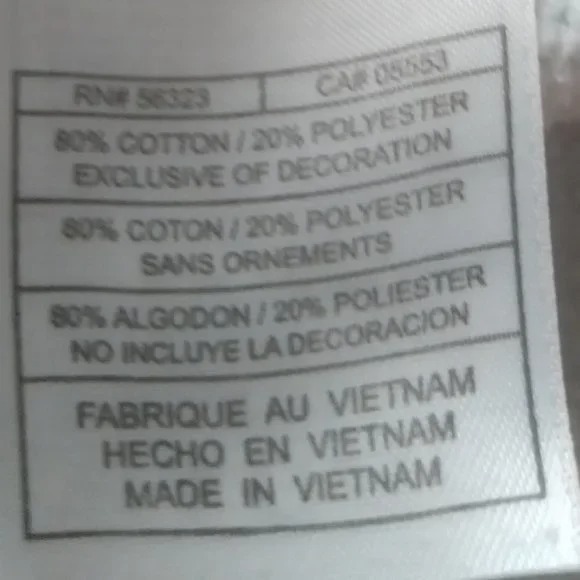 RN# 56323 CA# 05553
80% COTTON / 20% POLYESTER
EXCLUSIVE OF DECORATION
80% COTON / 20% POLYESTER
SANS ORNEMENTS
80% ALGODON / 20% POLIESTER
NO INCLUYE LA DECORACION
FABRIQUE AU VIETNAM
HECHO EN VIETNAM
MADE IN VIETNAM